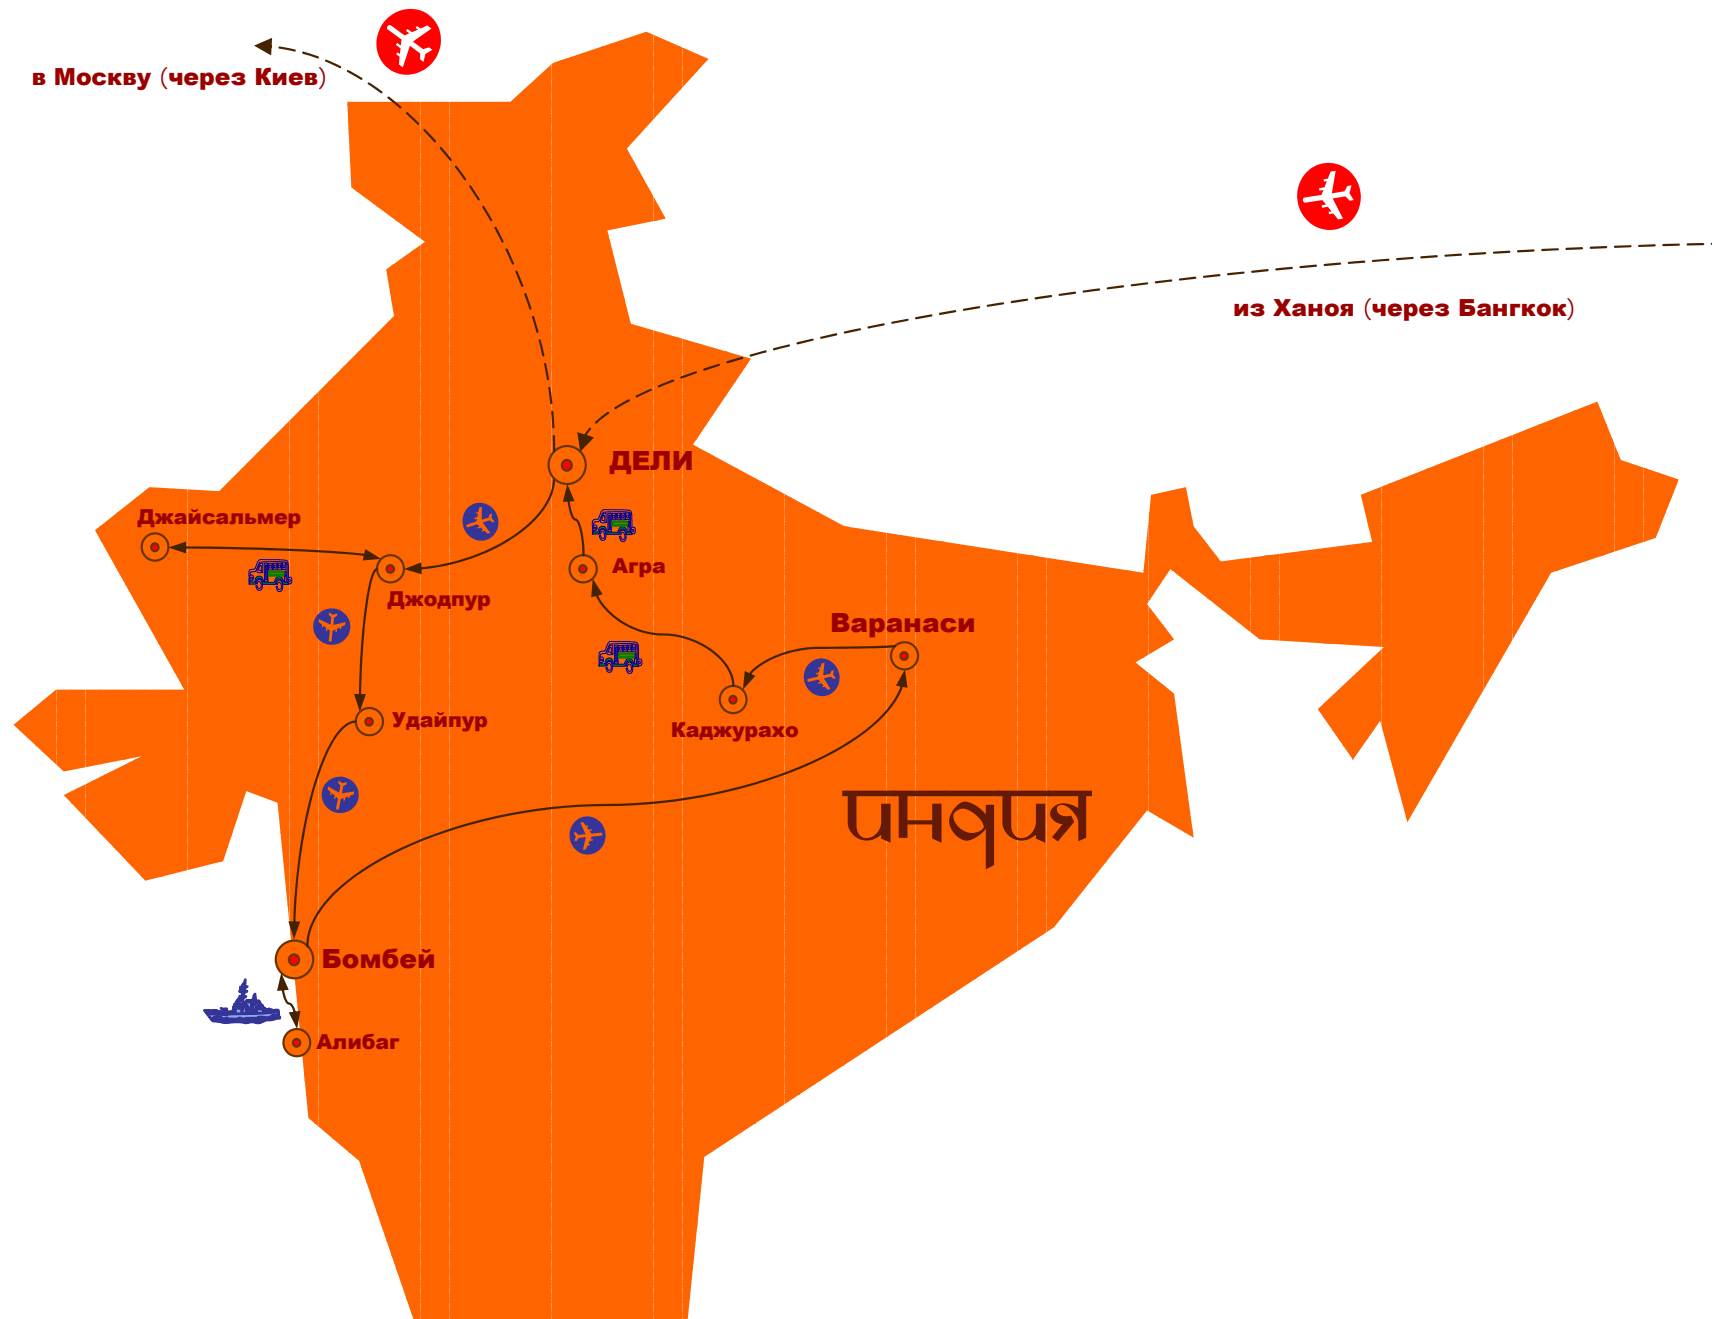 в Москву (через Киев)
из Ханоя (через Бангкок)
ДЕЛИ
Джайсальмер
Агра
Джодпур
Варанаси
Удайпур
Каджурахо
индия
Бомбей
Алибаг